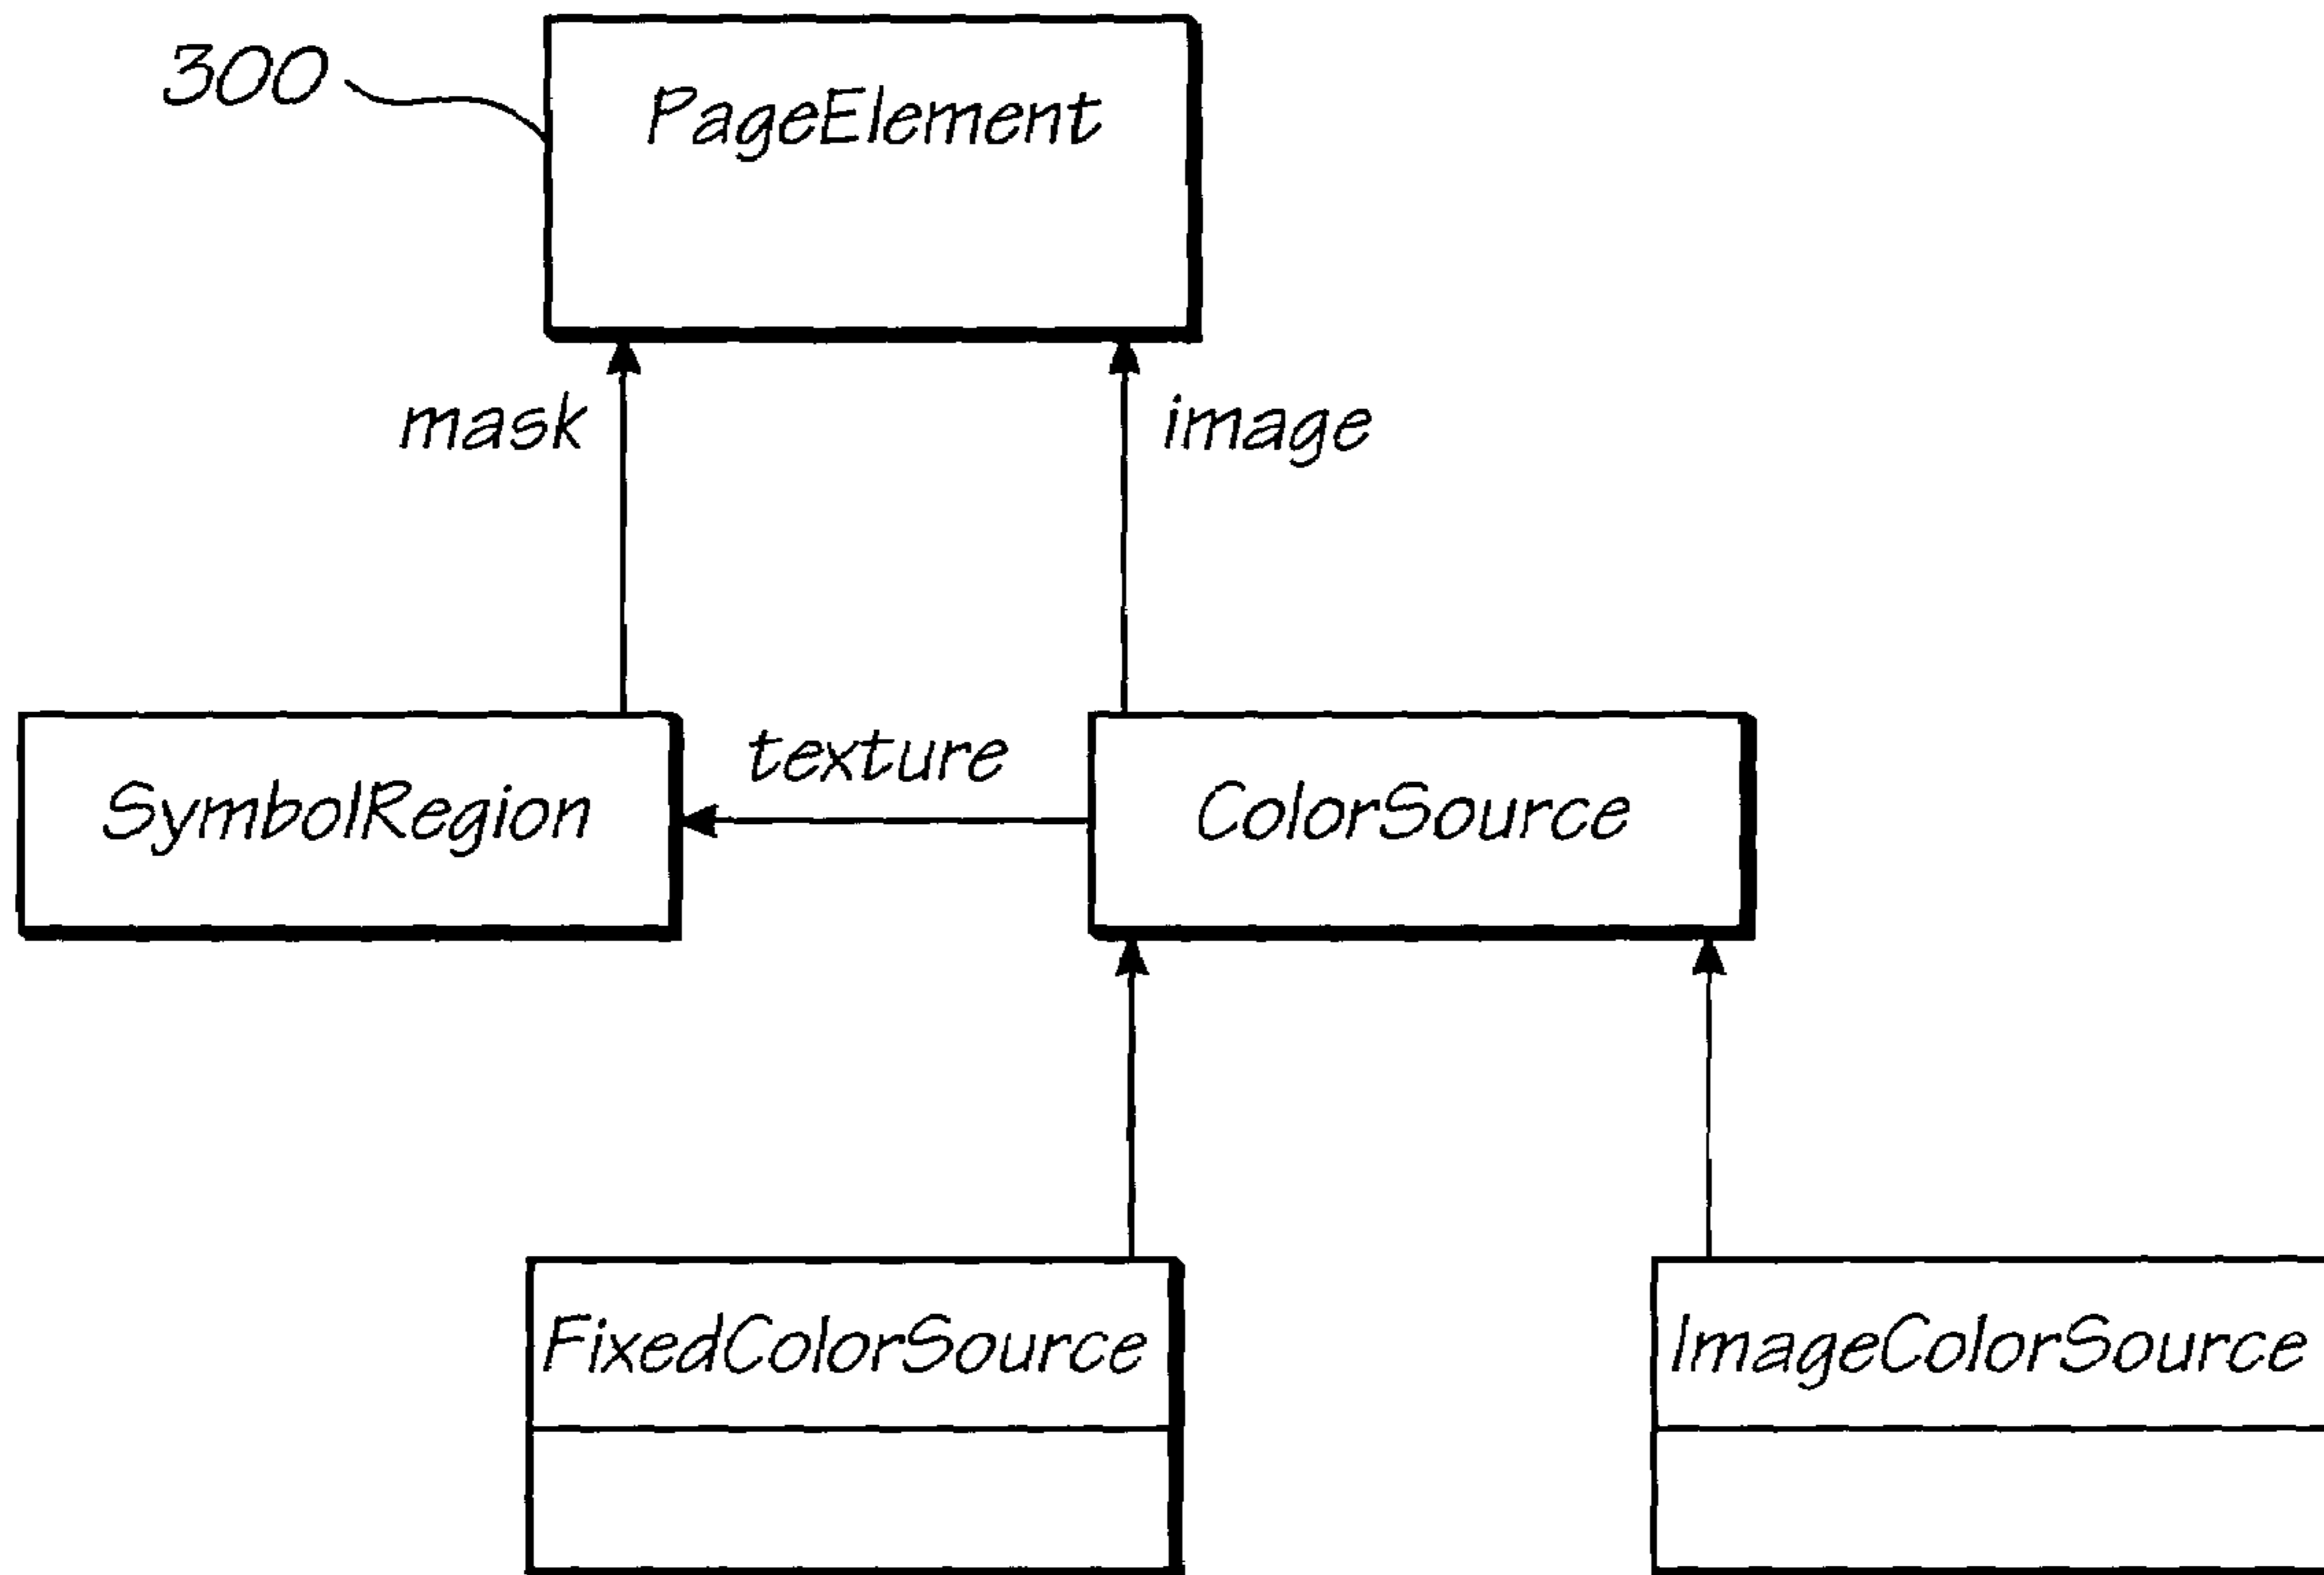 300
PageElement
mask
image
texture
SymbolRegion
ColorSource
FixedColorSource
ImageColorSource